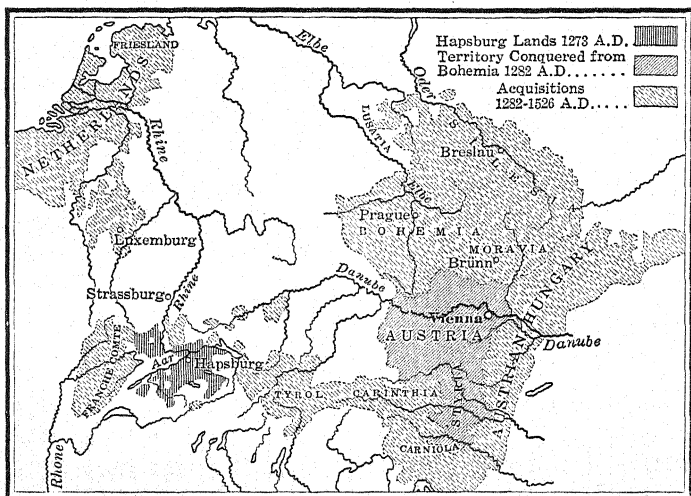 Hapsburg Lands 1273 A.D.
Territory Conquered from
Bohemia 1282 A.D.......
Acquisitions
1282-1526 A.D.....
FRIESLAND
NETHERLANDS
Rhine
Elbe
Oder
LUSATIA
SILESIA
Breslau
Elbe
Prague
BOHEMIA
MORAVIA
Brünn
Luxemburg
Strassburg
Rhine
Danube
Vienna
AUSTRIA
AUSTRIAN HUNGARY
Danube
FRANCHE COMTE
Aar
Hapsburg
TYROL
CARINTHIA
STYRIA
CARNIOLA
Rhone